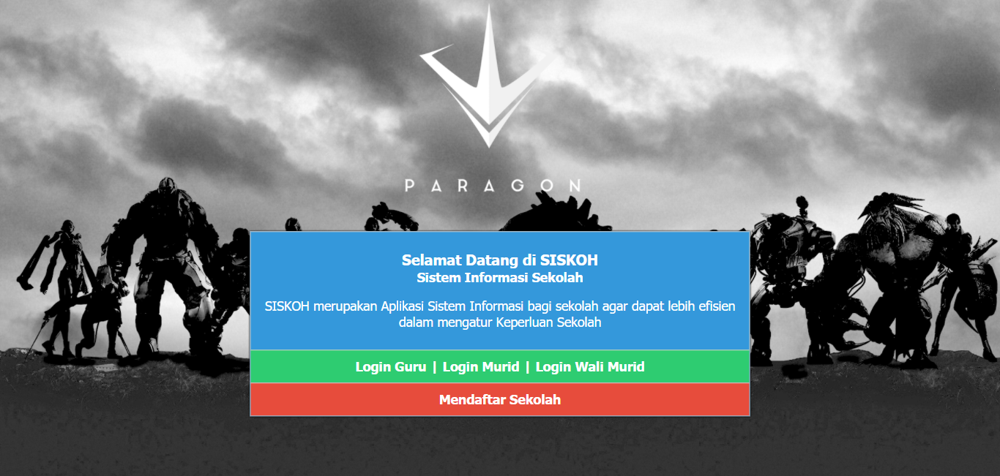 PARAGON
Selamat Datang di SISKOH
Sistem Informasi Sekolah
SISKOH merupakan Aplikasi Sistem Informasi bagi sekolah agar dapat lebih efisien
dalam mengatur Keperluan Sekolah
Login Guru | Login Murid | Login Wali Murid
Mendaftar Sekolah